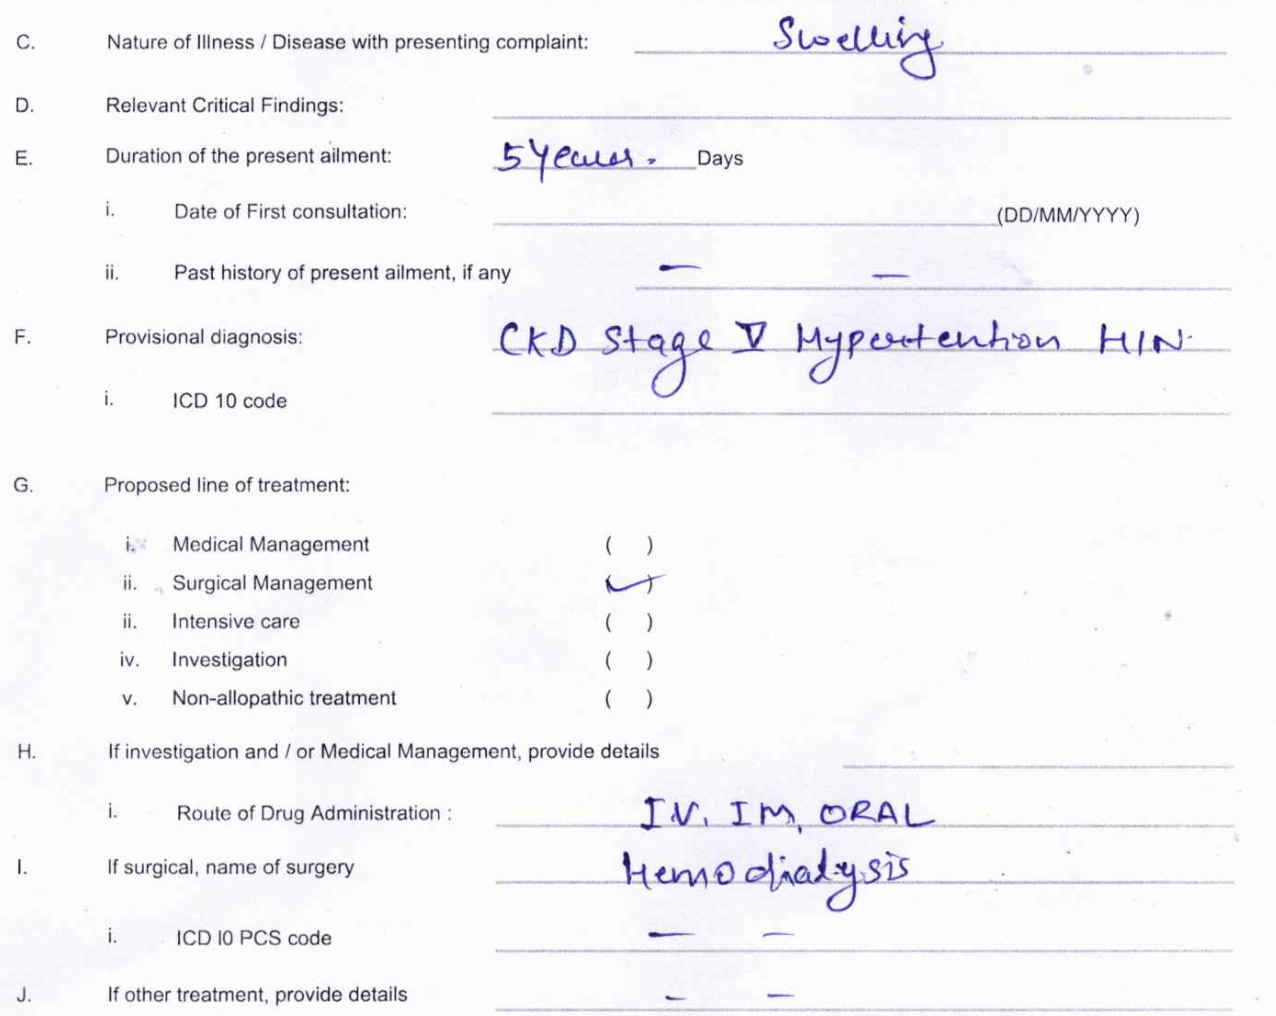 C. Nature of Illness / Disease with presenting complaint: Swelling
D. Relevant Critical Findings:
E. Duration of the present ailment: 5 Years. Days
i. Date of First consultation: (DD/MM/YYYY)
ii. Past history of present ailment, if any — —
F. Provisional diagnosis: CKD Stage V Hypertention HIN.
i. ICD 10 code
G. Proposed line of treatment:
i. Medical Management ( )
ii. Surgical Management (✓)
ii. Intensive care ( )
iv. Investigation ( )
v. Non-allopathic treatment ( )
H. If investigation and / or Medical Management, provide details
i. Route of Drug Administration : IV, IM, ORAL
I. If surgical, name of surgery Hemodialysis
i. ICD I0 PCS code — —
J. If other treatment, provide details — —